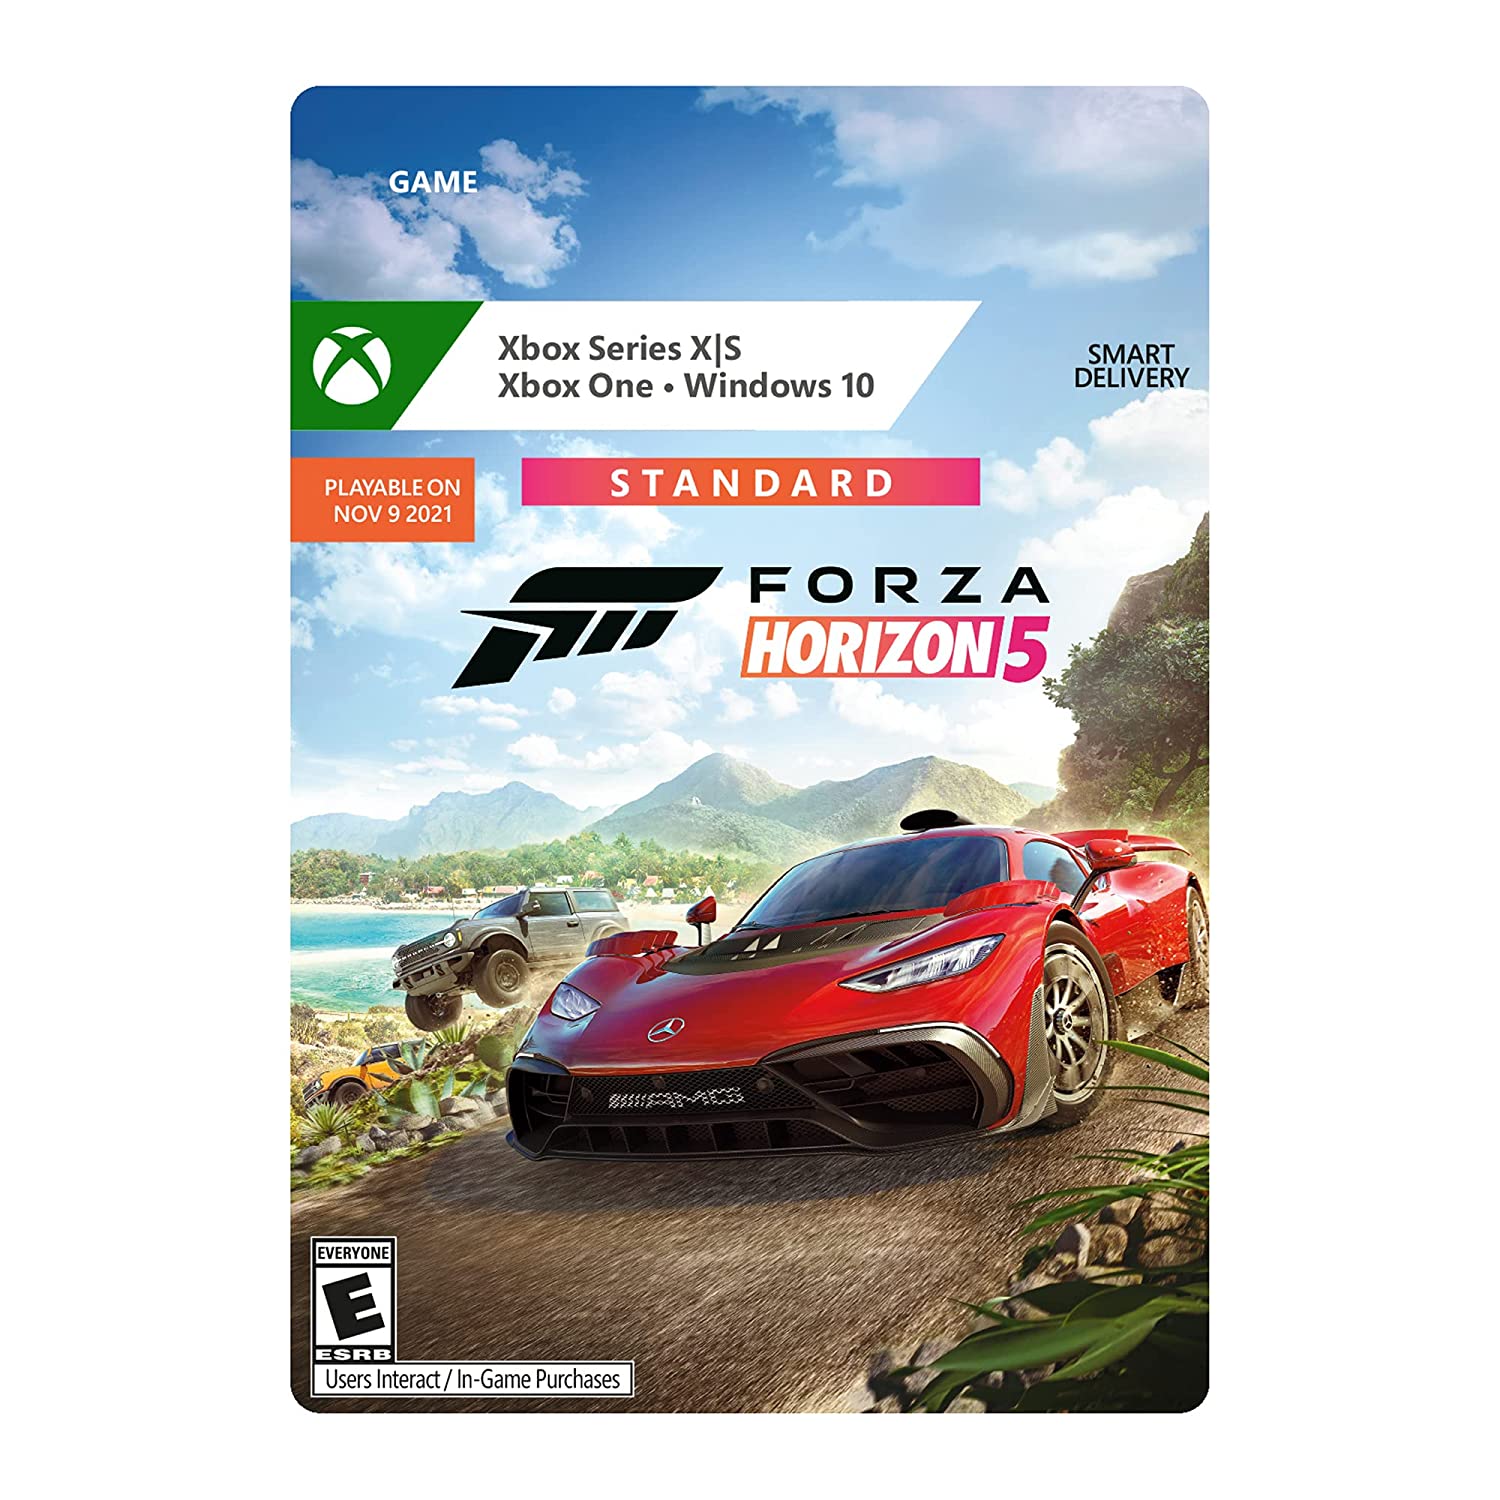 GAME
Xbox Series X|S
Xbox One • Windows 10
SMART
DELIVERY
PLAYABLE ON
NOV 9 2021
STANDARD
FORZA
HORIZON 5
AMG
EVERYONE
E
ESRB
Users Interact / In-Game Purchases